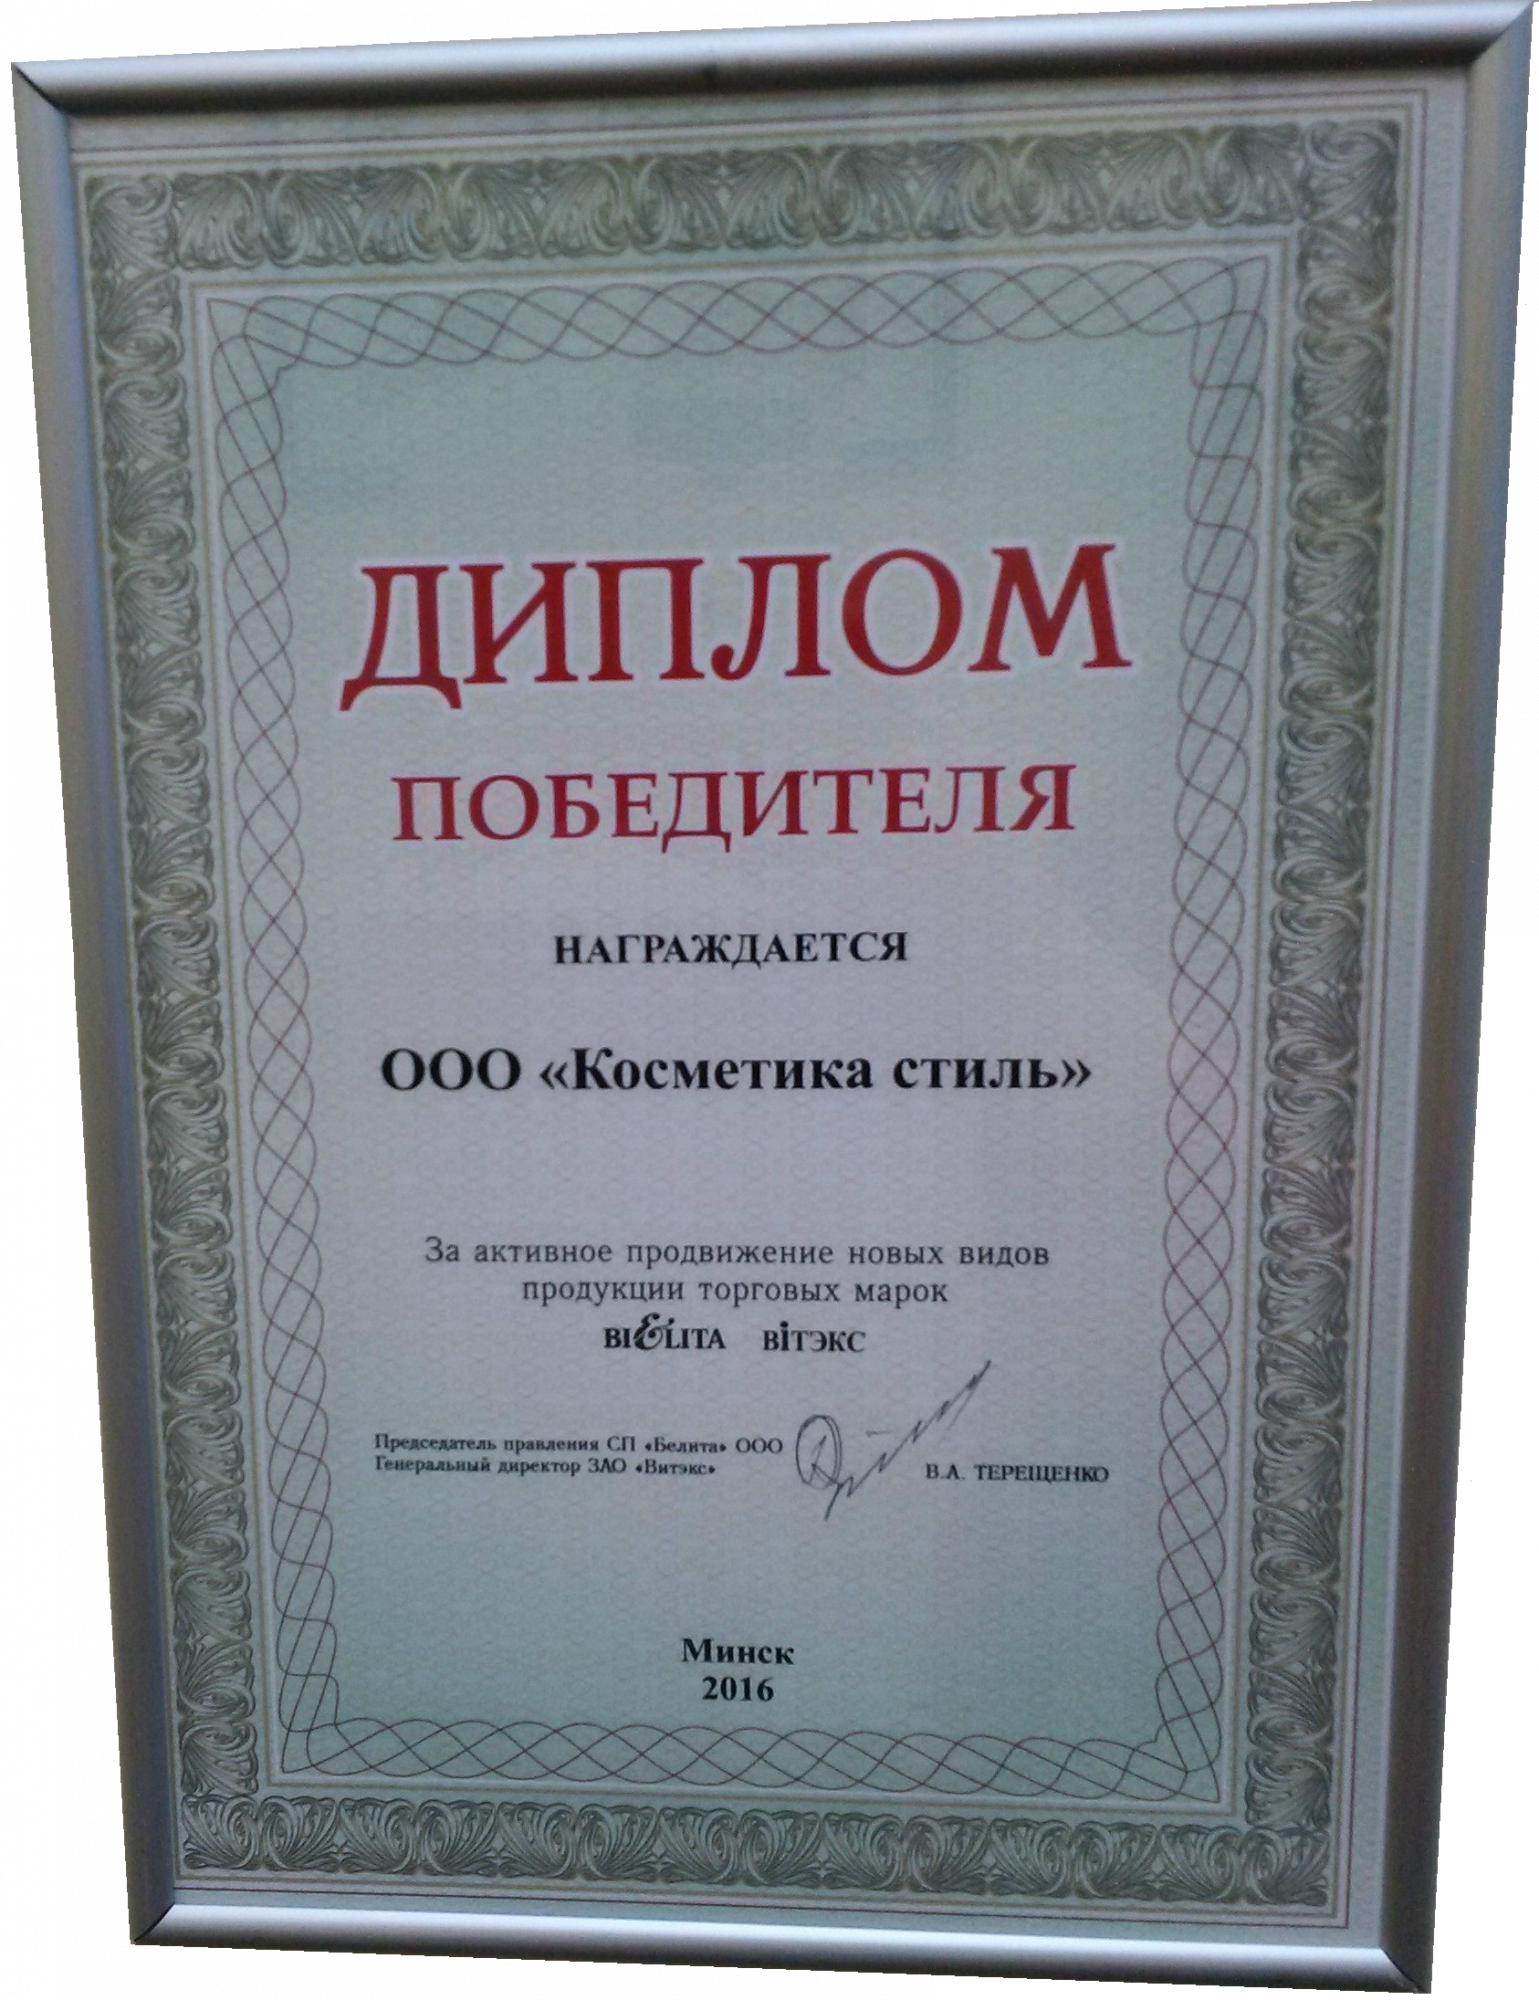 ДИПЛОМ
ПОБЕДИТЕЛЯ
НАГРАЖДАЕТСЯ
ООО «Косметика стиль»
За активное продвижение новых видов
продукции торговых марок
BIELITA ВІТЭКС
Председатель правления СП «Белита» ООО
Генеральный директор ЗАО «Витэкс»
В.А. ТЕРЕЩЕНКО
Минск
2016